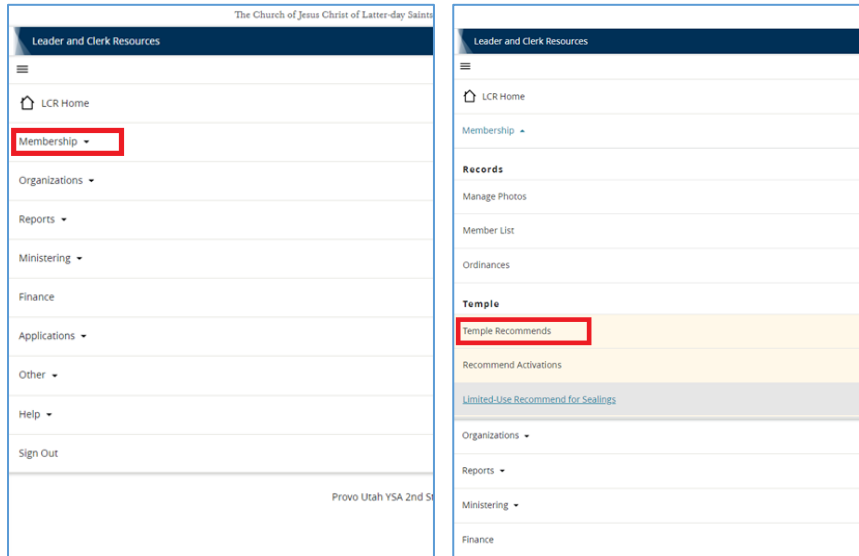 The Church of Jesus Christ of Latter-day Saints
Leader and Clerk Resources
LCR Home
Membership
Organizations
Reports
Ministering
Finance
Applications
Other
Help
Sign Out
Provo Utah YSA 2nd St
Leader and Clerk Resources
LCR Home
Membership
Records
Manage Photos
Member List
Ordinances
Temple
Temple Recommends
Recommend Activations
Limited-Use Recommend for Sealings
Organizations
Reports
Ministering
Finance